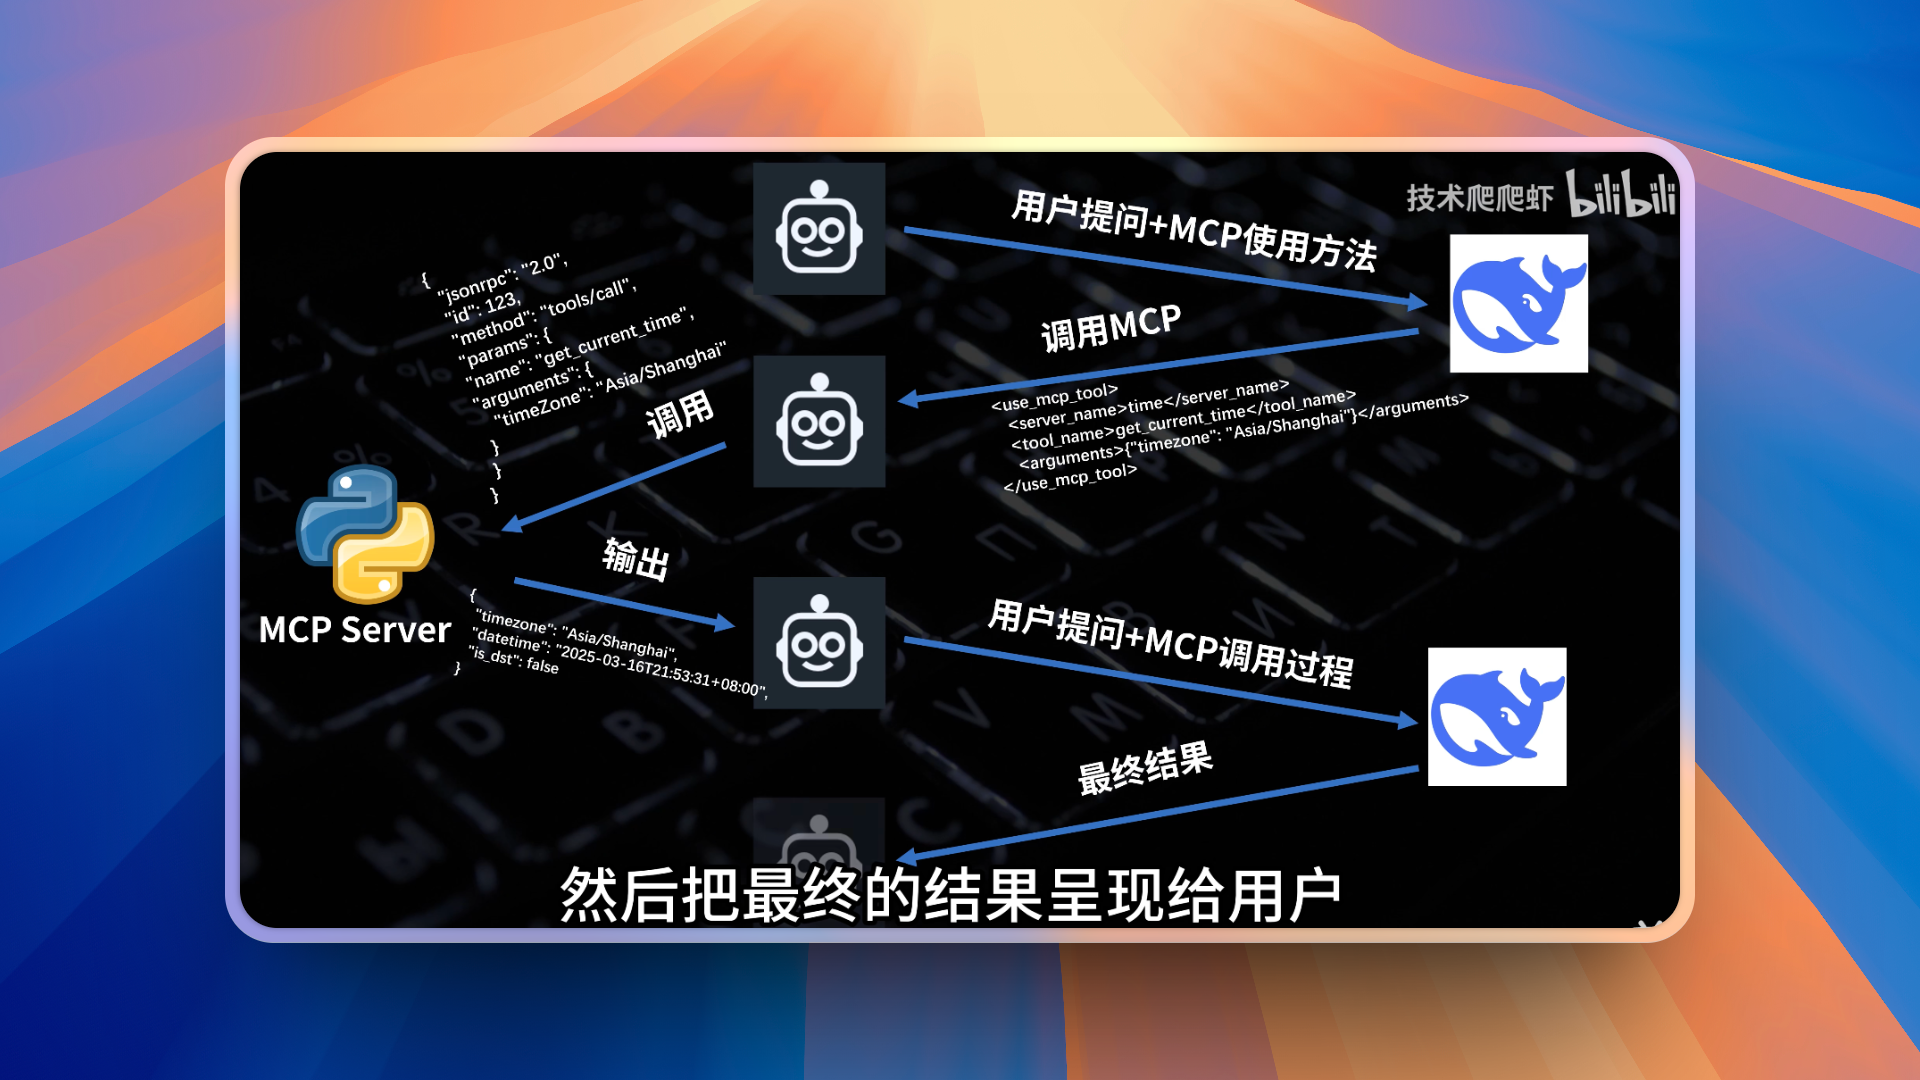 技术爬爬虾 bilibili
用户提问+MCP使用方法
调用MCP
<use_mcp_tool>
<server_name>time</server_name>
<tool_name>get_current_time</tool_name>
<arguments>{"timezone": "Asia/Shanghai"}</arguments>
</use_mcp_tool>
{
"jsonrpc": "2.0",
"id": 123,
"method": "tools/call",
"params": {
"name": "get_current_time",
"arguments": {
"timeZone": "Asia/Shanghai"
}
}
}
调用
MCP Server
输出
{
"timezone": "Asia/Shanghai",
"datetime": "2025-03-16T21:53:31+08:00",
"is_dst": false
}
用户提问+MCP调用过程
最终结果
然后把最终的结果呈现给用户